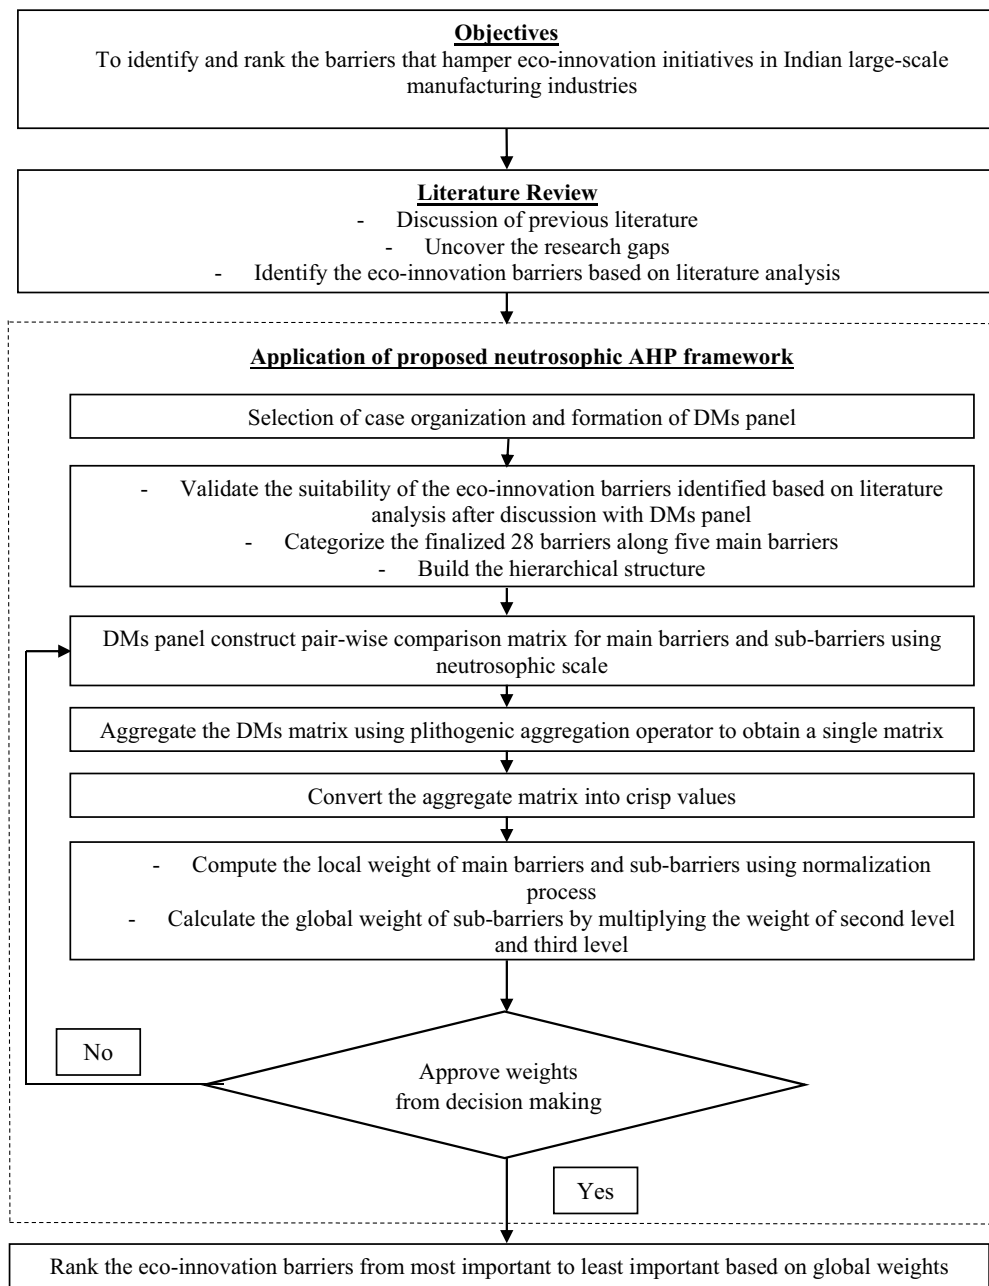 Objectives
To identify and rank the barriers that hamper eco-innovation initiatives in Indian large-scale
manufacturing industries
Literature Review
- Discussion of previous literature
- Uncover the research gaps
- Identify the eco-innovation barriers based on literature analysis
Application of proposed neutrosophic AHP framework
Selection of case organization and formation of DMs panel
- Validate the suitability of the eco-innovation barriers identified based on literature
analysis after discussion with DMs panel
- Categorize the finalized 28 barriers along five main barriers
- Build the hierarchical structure
DMs panel construct pair-wise comparison matrix for main barriers and sub-barriers using
neutrosophic scale
Aggregate the DMs matrix using plithogenic aggregation operator to obtain a single matrix
Convert the aggregate matrix into crisp values
- Compute the local weight of main barriers and sub-barriers using normalization
process
- Calculate the global weight of sub-barriers by multiplying the weight of second level
and third level
No
Approve weights
from decision making
Yes
Rank the eco-innovation barriers from most important to least important based on global weights